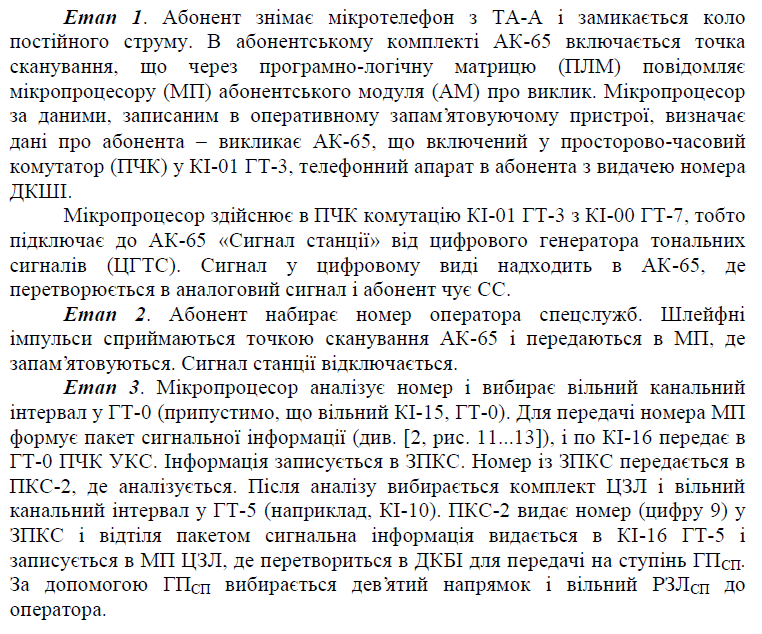 Етап 1. Абонент знімає мікротелефон з ТА-А і замикається коло
постійного струму. В абонентському комплекті АК-65 включається точка
сканування, що через програмно-логічну матрицю (ПЛМ) повідомляє
мікропроцесору (МП) абонентського модуля (АМ) про виклик. Мікропроцесор
за даними, записаним в оперативному запам’ятовуючому пристрої, визначає
дані про абонента – викликає АК-65, що включений у просторово-часовий
комутатор (ПЧК) у КІ-01 ГТ-3, телефонний апарат в абонента з видачею номера
ДКШІ.
Мікропроцесор здійснює в ПЧК комутацію КІ-01 ГТ-3 з КІ-00 ГТ-7, тобто
підключає до АК-65 «Сигнал станції» від цифрового генератора тональних
сигналів (ЦГТС). Сигнал у цифровому виді надходить в АК-65, де
перетворюється в аналоговий сигнал і абонент чує СС.
Етап 2. Абонент набирає номер оператора спецслужб. Шлейфні
імпульси сприймаються точкою сканування АК-65 і передаються в МП, де
запам’ятовуються. Сигнал станції відключається.
Етап 3. Мікропроцесор аналізує номер і вибирає вільний канальний
інтервал у ГТ-0 (припустимо, що вільний КІ-15, ГТ-0). Для передачі номера МП
формує пакет сигнальної інформації (див. [2, рис. 11...13]), і по КІ-16 передає в
ГТ-0 ПЧК УКС. Інформація записується в ЗПКС. Номер із ЗПКС передається в
ПКС-2, де аналізується. Після аналізу вибирається комплект ЦЗЛ і вільний
канальний інтервал у ГТ-5 (наприклад, КІ-10). ПКС-2 видає номер (цифру 9) у
ЗПКС і відтіля пакетом сигнальна інформація видається в КІ-16 ГТ-5 і
записується в МП ЦЗЛ, де перетвориться в ДКБІ для передачі на ступінь ГПСП.
За допомогою ГПСП вибирається дев’ятий напрямок і вільний РЗЛСП до
оператора.